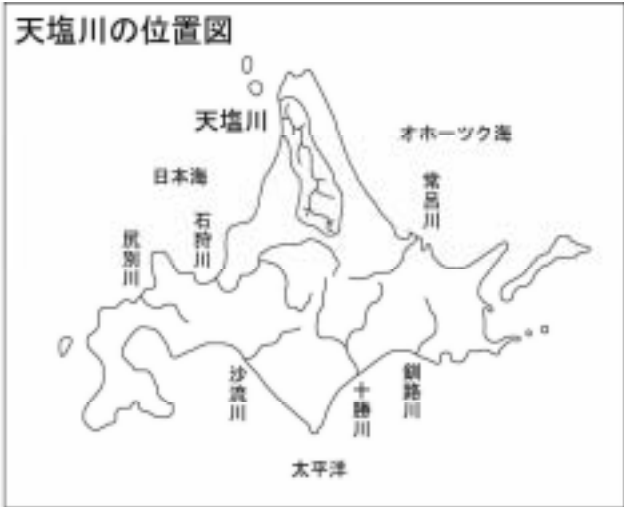 天塩川の位置図
天塩川
オホーツク海
日本海
常呂川
石狩川
尻別川
沙流川
十勝川
釧路川
太平洋